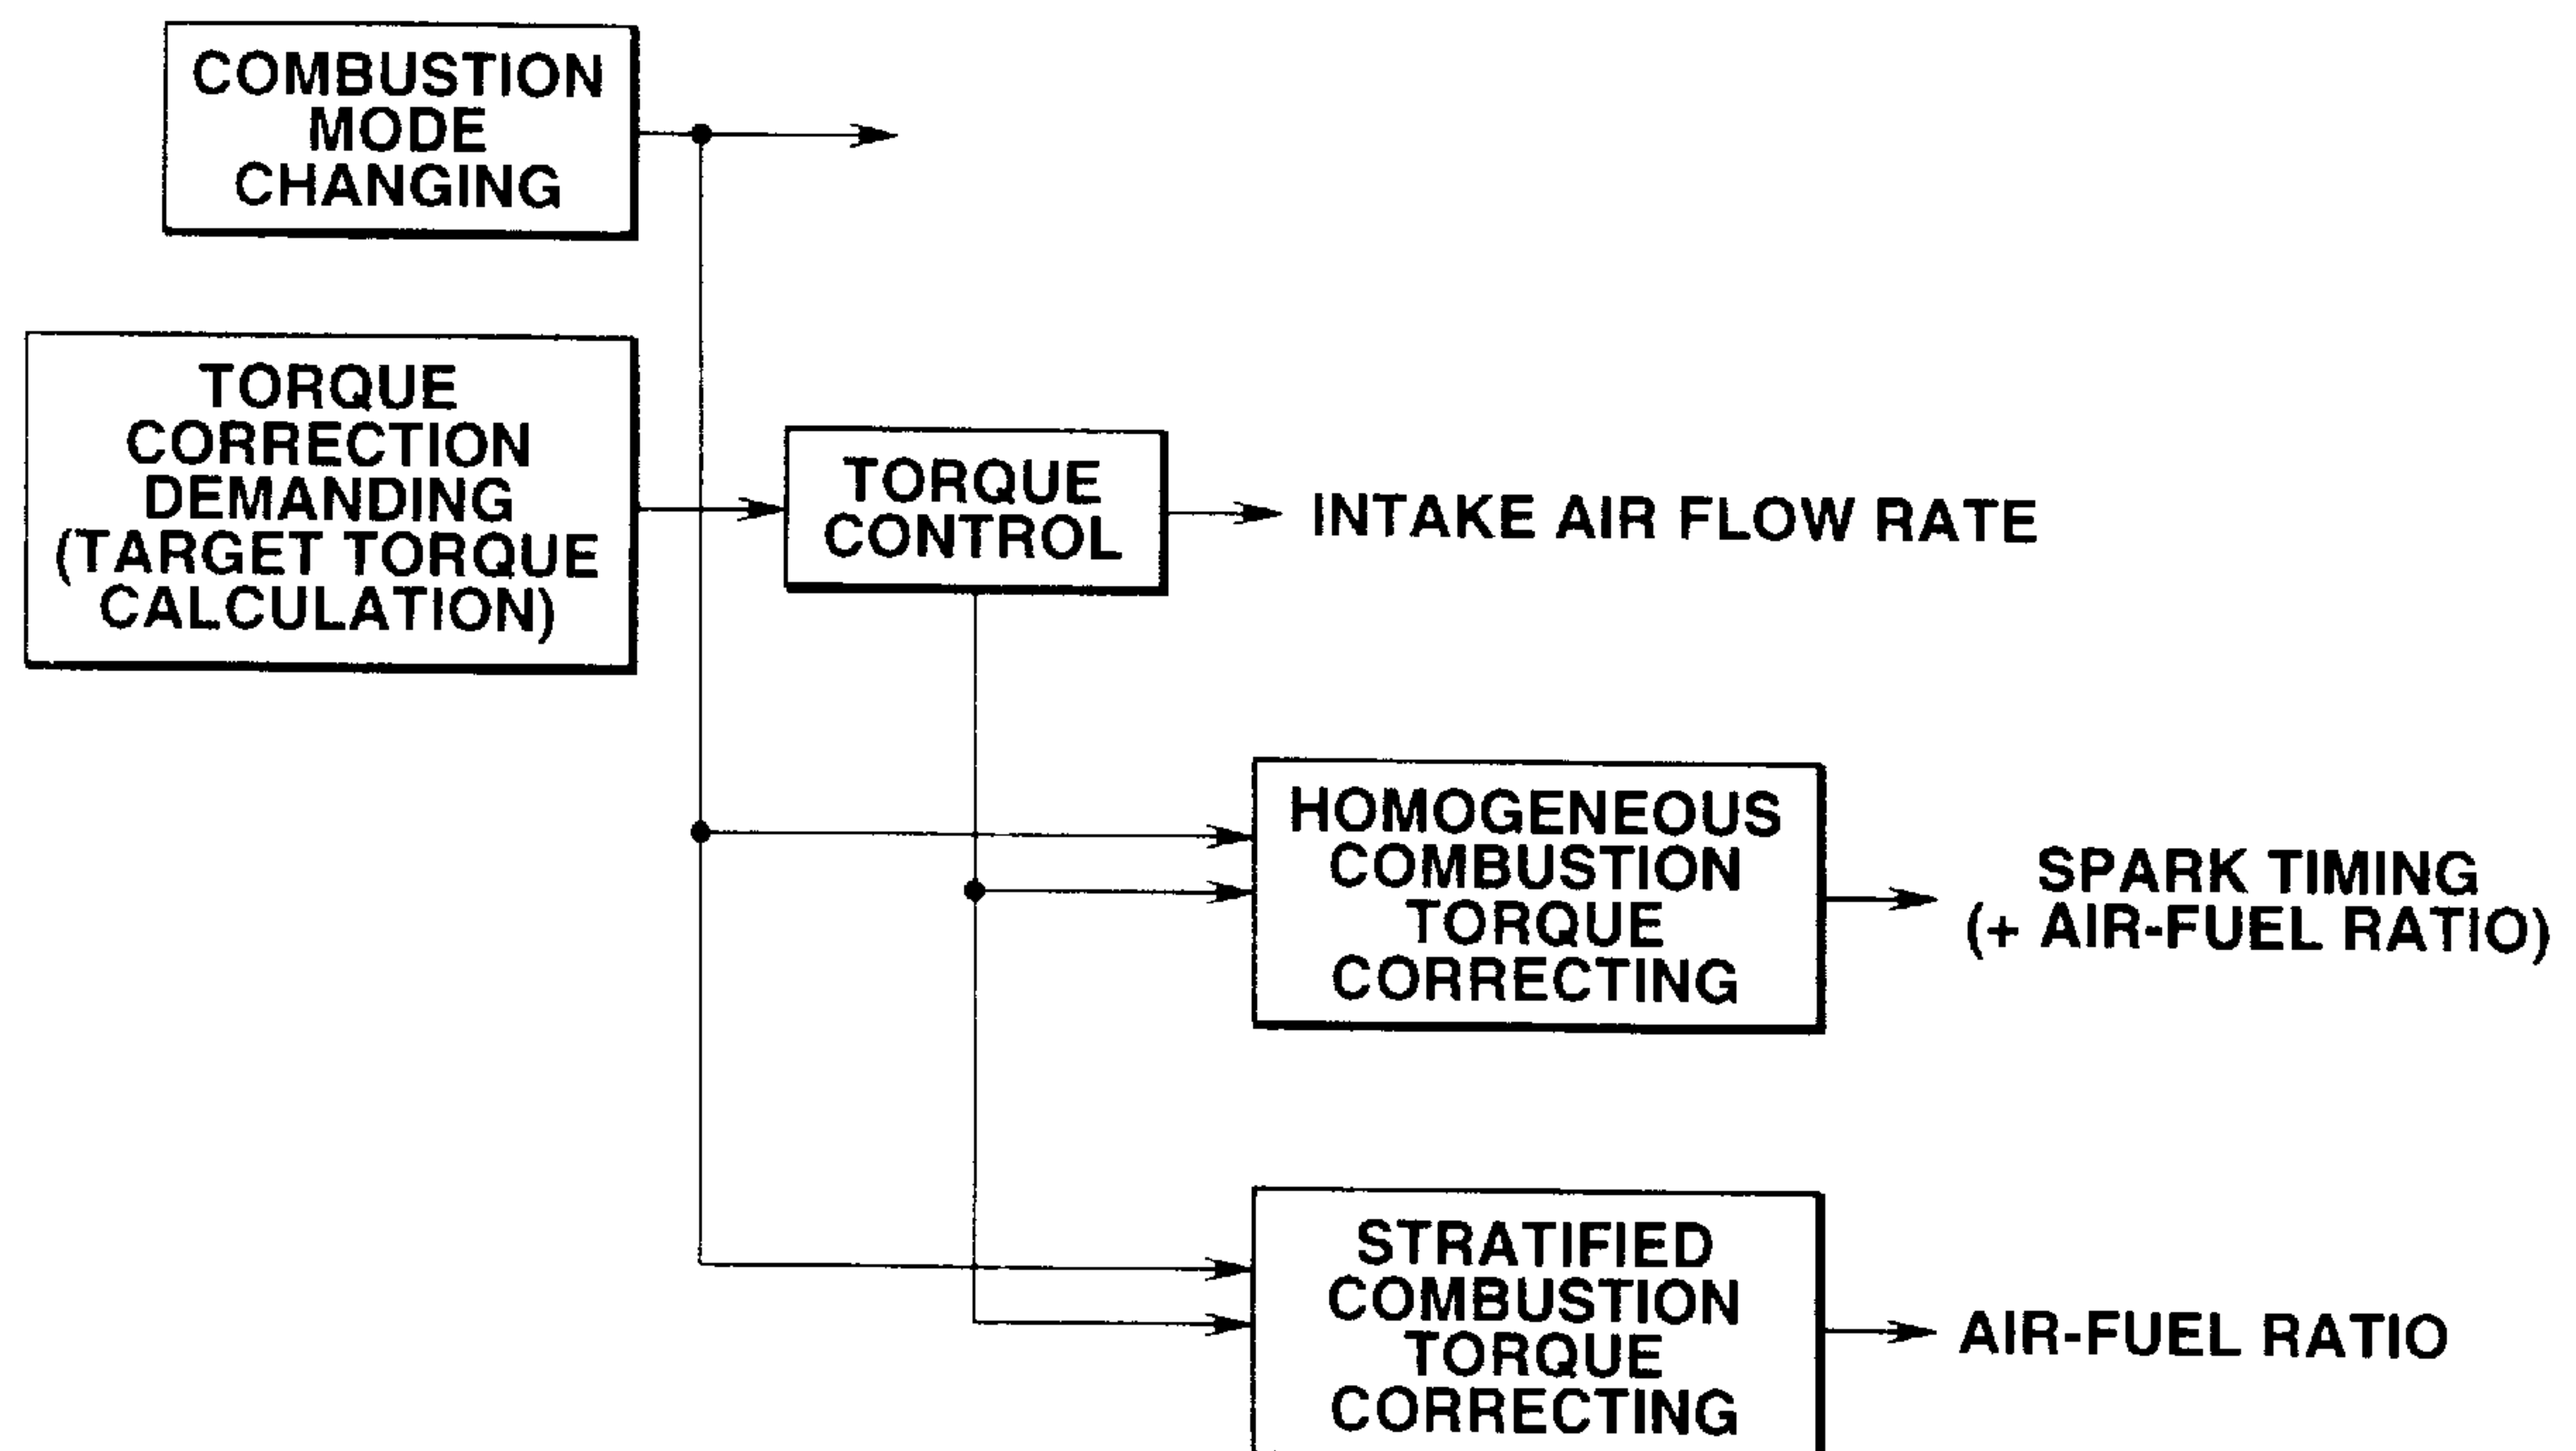 COMBUSTION
MODE
CHANGING
TORQUE
CORRECTION
DEMANDING
(TARGET TORQUE
CALCULATION)
TORQUE
CONTROL
INTAKE AIR FLOW RATE
HOMOGENEOUS
COMBUSTION
TORQUE
CORRECTING
SPARK TIMING
(+ AIR-FUEL RATIO)
STRATIFIED
COMBUSTION
TORQUE
CORRECTING
AIR-FUEL RATIO